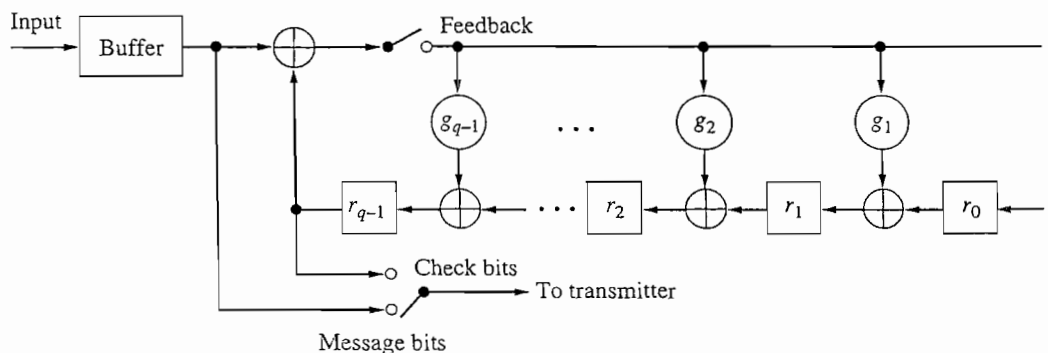 Input
Buffer
Feedback
g_{q-1}
...
g_2
g_1
r_{q-1}
...
r_2
r_1
r_0
Check bits
To transmitter
Message bits